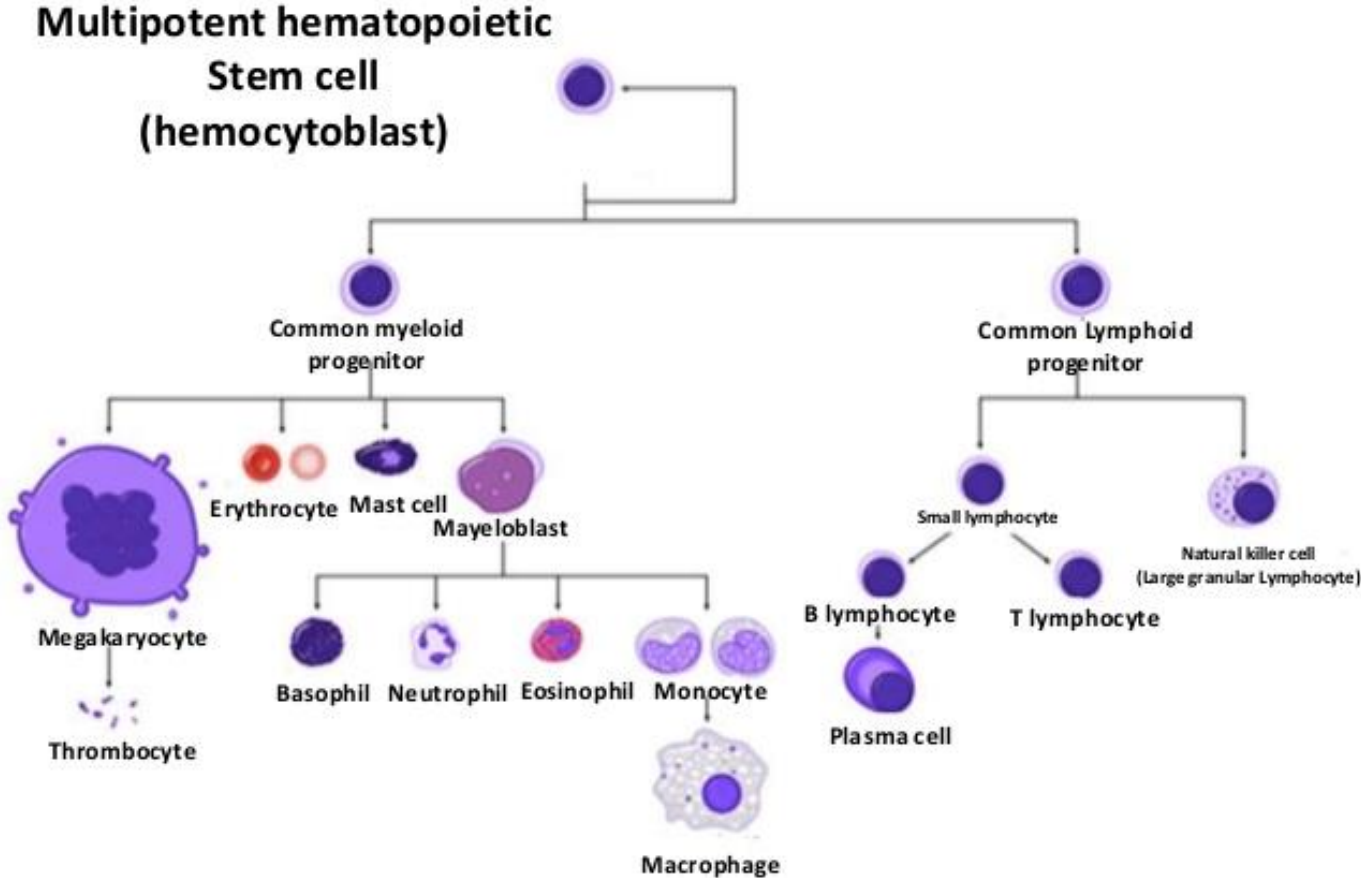 Multipotent hematopoietic
Stem cell
(hemocytoblast)
Common myeloid
progenitor
Common Lymphoid
progenitor
Erythrocyte
Mast cell
Mayeloblast
Small lymphocyte
Natural killer cell
(Large granular Lymphocyte)
B lymphocyte
T lymphocyte
Megakaryocyte
Basophil
Neutrophil
Eosinophil
Monocyte
Plasma cell
Thrombocyte
Macrophage